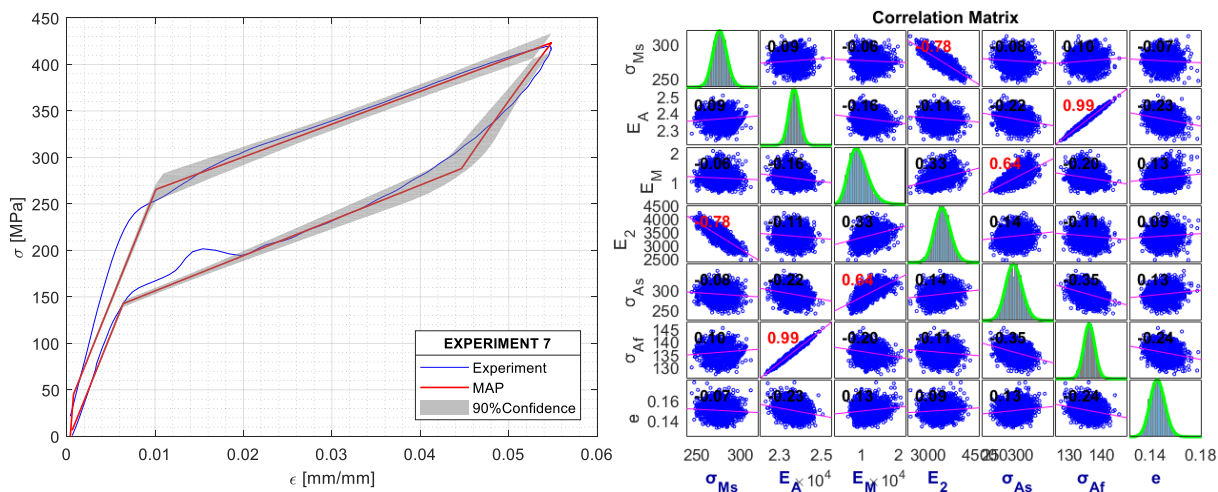 450
400
350
300
250
200
150
100
50
0
σ [MPa]
0 0.01 0.02 0.03 0.04 0.05 0.06
ϵ [mm/mm]
EXPERIMENT 7
Experiment
MAP
90%Confidence
Correlation Matrix
σMs 300 250 0.09 -0.06 -0.78 -0.08 0.10 -0.07
EA 2.5 2.4 2.3 0.09 -0.16 -0.11 -0.22 0.99 -0.23
EM 2 1 -0.06 -0.16 0.33 0.64 -0.20 0.13
E2 4500 4000 3500 3000 2500 -0.78 -0.11 0.33 0.14 -0.11 0.09
σAs 300 250 -0.08 -0.22 0.64 0.14 -0.35 0.13
σAf 145 140 135 130 0.10 0.99 -0.20 -0.11 -0.35 -0.24
e 0.16 0.14 -0.07 -0.23 0.13 0.09 0.13 -0.24
250 300 2.3 2.5 1 2 3000 4500 250 300 130 140 0.14 0.18
σMs EA ×10^4 EM ×10^4 E2 σAs σAf e